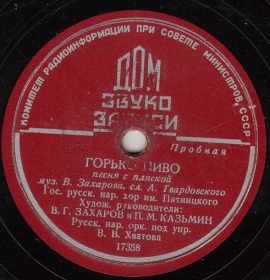 КОМИТЕТ РАДИОИНФОРМАЦИИ ПРИ СОВЕТЕ МИНИСТРОВ СССР
ДОМ
ЗВУКО
ЗАПИСИ
Пробная
ГОРЬКО ПИВО
песня с пляской
муз. В. Захарова, сл. А. Твардовского
Гос. русск. нар. хор им. Пятницкого
Худож. руководители:
В. Г. ЗАХАРОВ и П. М. КАЗЬМИН
Русск. нар. орк. под упр.
В. В. Хватова
17358